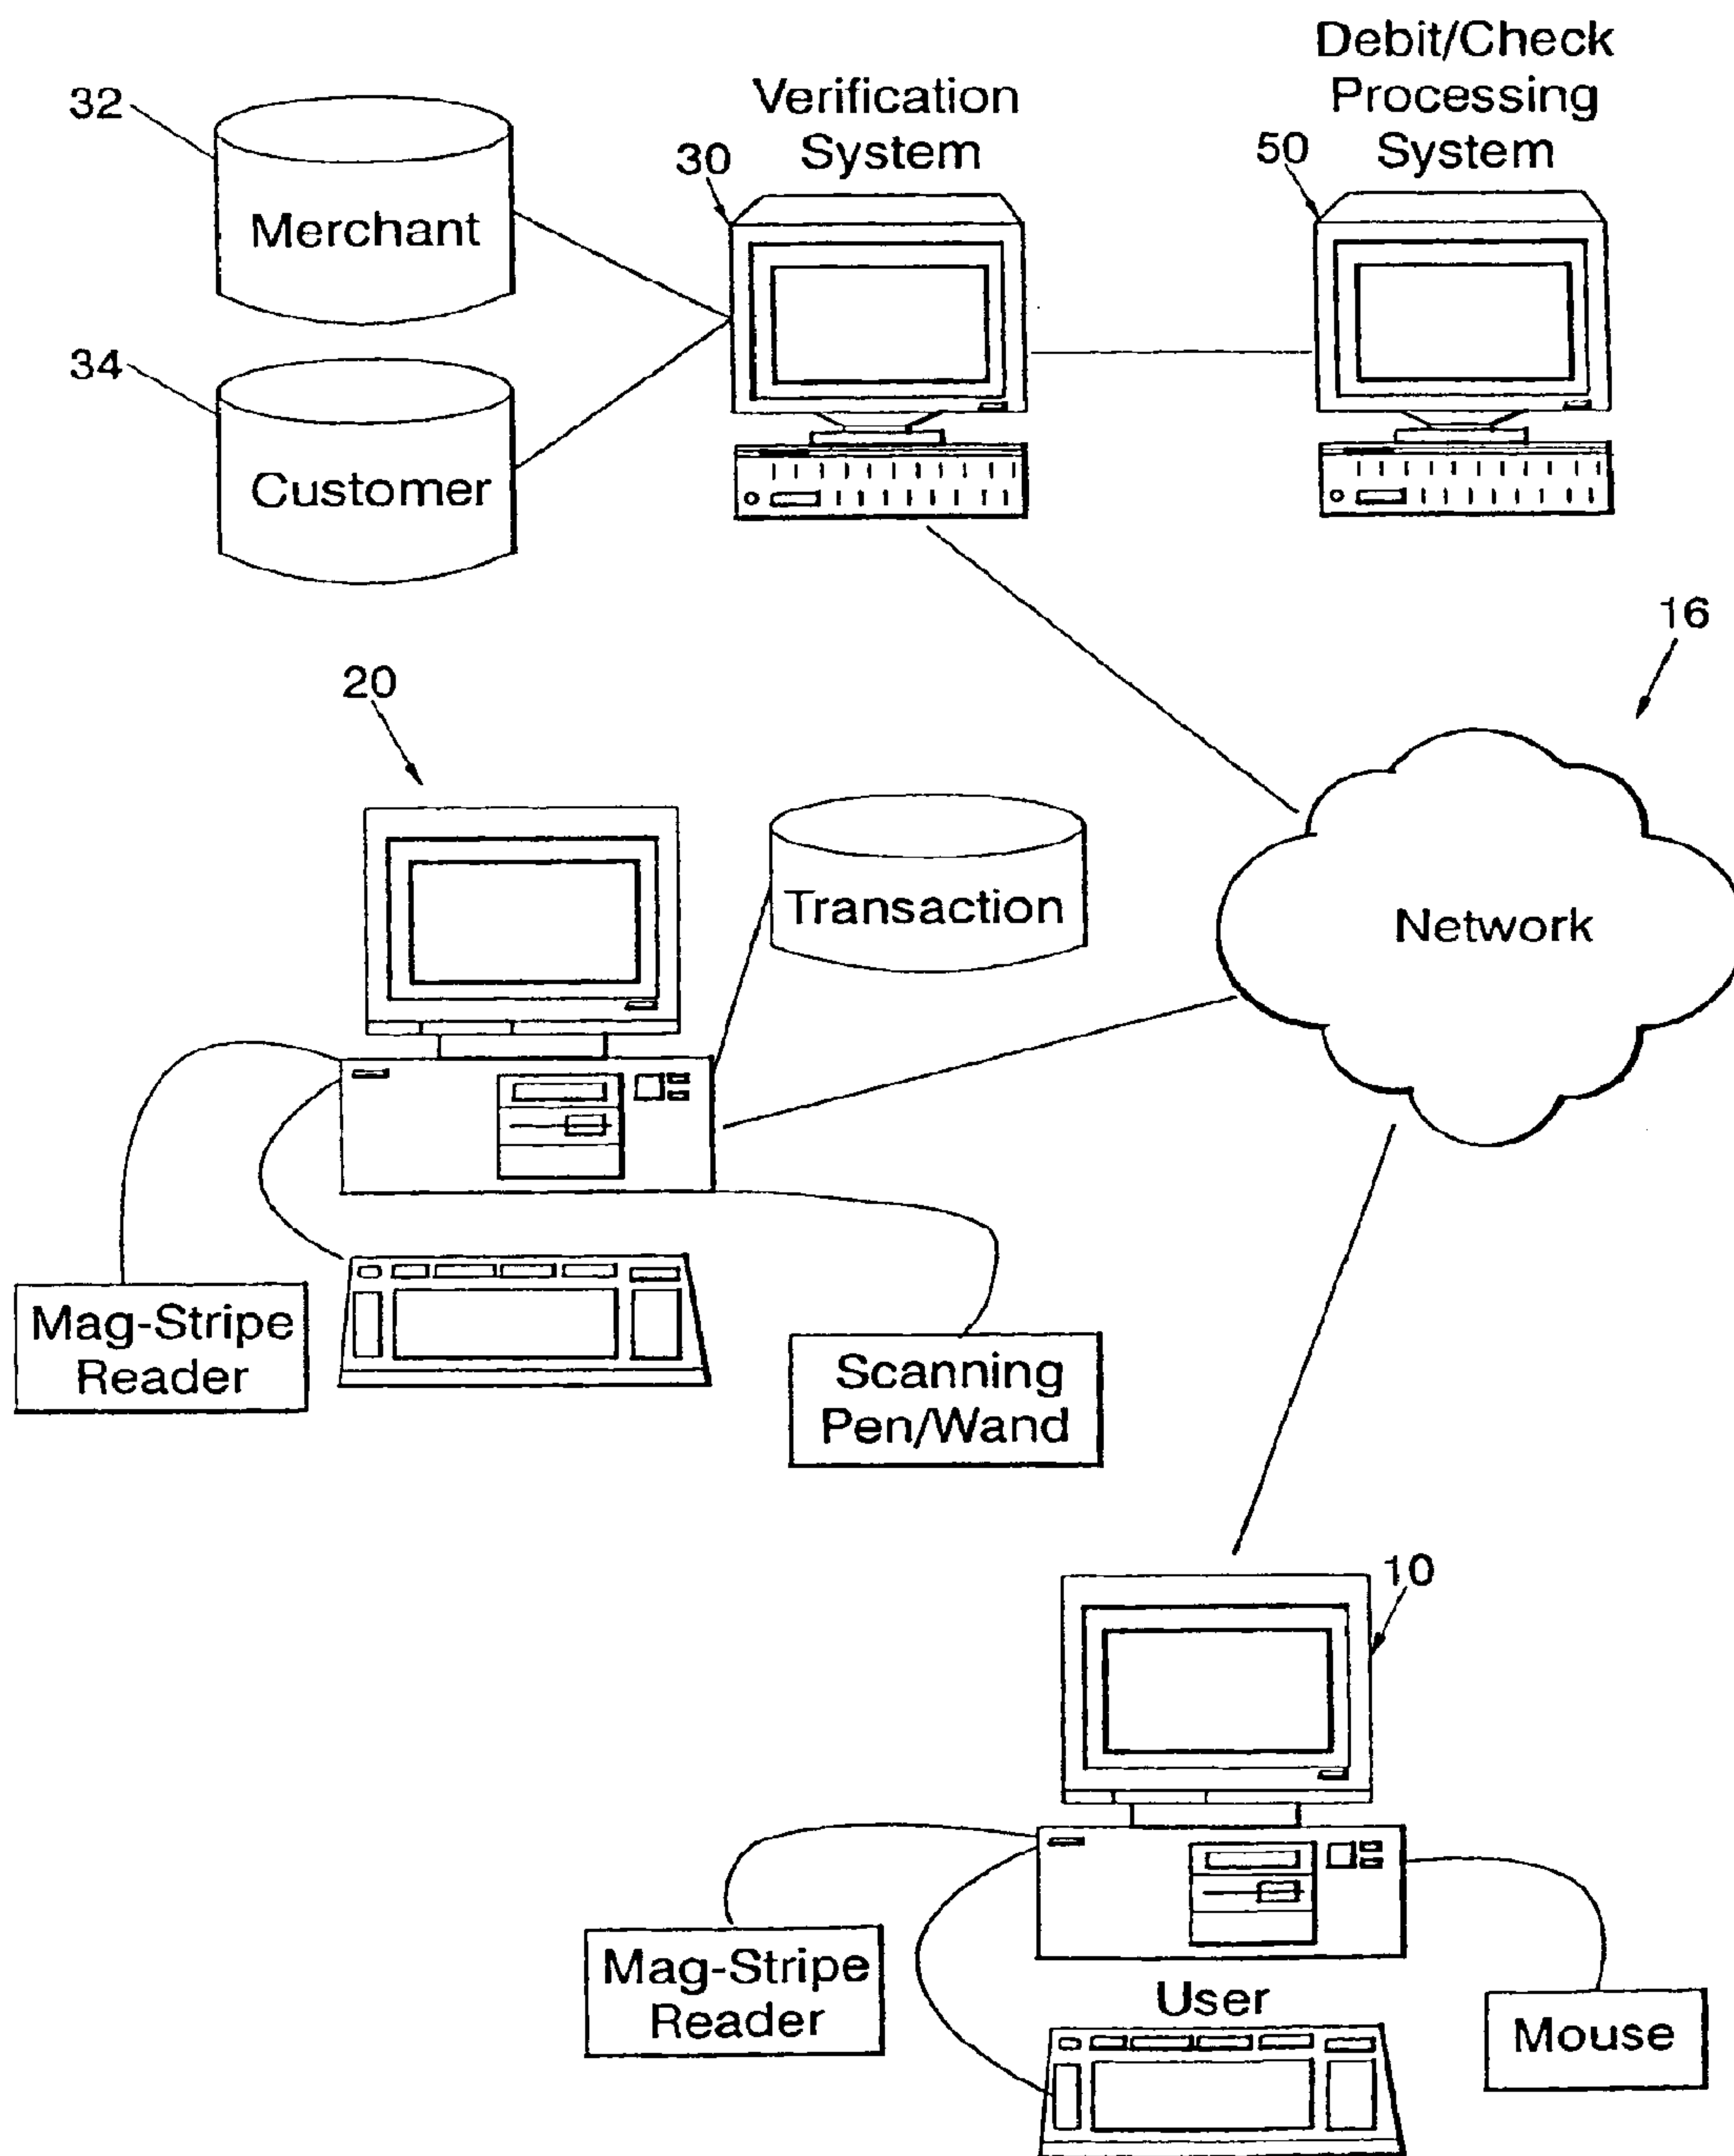 Debit/Check
Processing
System
50
Verification
System
30
32
Merchant
34
Customer
16
Network
20
Transaction
Mag-Stripe
Reader
Scanning
Pen/Wand
10
Mag-Stripe
Reader
User
Mouse